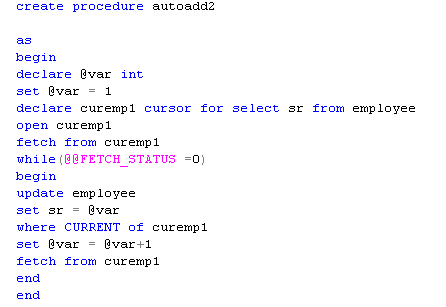 create procedure autoadd2
as
begin
declare @var int
set @var = 1
declare curemp1 cursor for select sr from employee
open curemp1
fetch from curemp1
while(@@FETCH_STATUS =0)
begin
update employee
set sr = @var
where CURRENT of curemp1
set @var = @var+1
fetch from curemp1
end
end